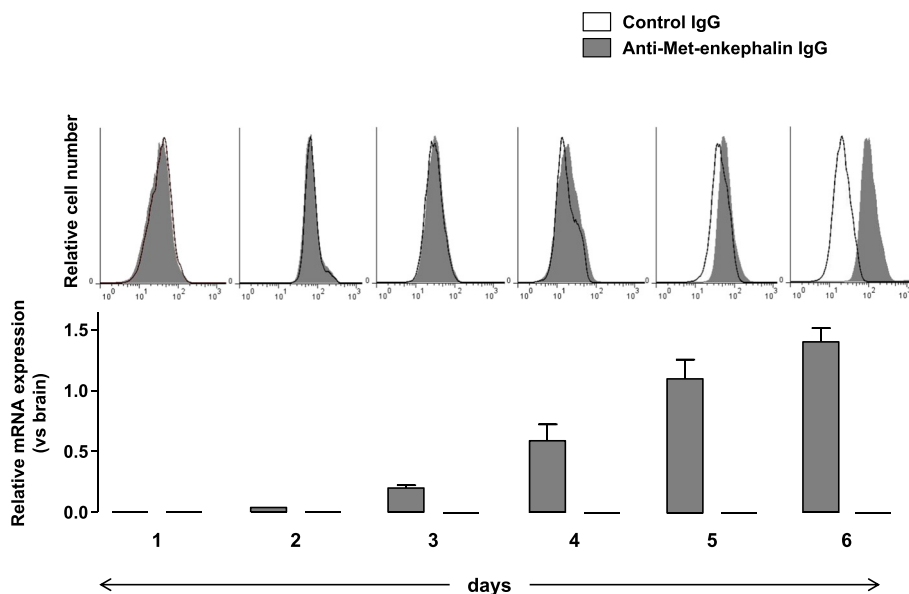 Control IgG
Anti-Met-enkephalin IgG
Relative cell number
0 0 0 0 0 0
10⁰ 10¹ 10² 10³ 10⁰ 10¹ 10² 10³ 10⁰ 10¹ 10² 10³ 10⁰ 10¹ 10² 10³ 10⁰ 10¹ 10² 10³ 10⁰ 10¹ 10² 10³
Relative mRNA expression
(vs brain)
1.5
1.0
0.5
0.0
1 2 3 4 5 6
days